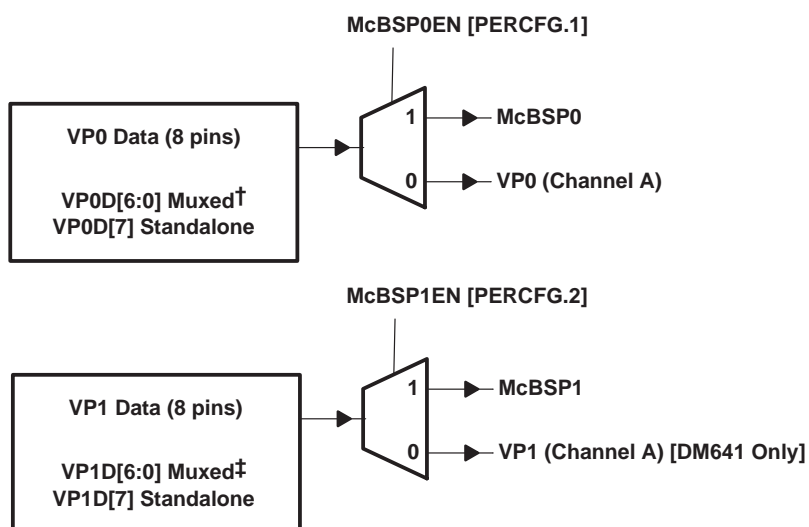 McBSP0EN [PERCFG.1]
VP0 Data (8 pins)
VP0D[6:0] Muxed†
VP0D[7] Standalone
1
McBSP0
0
VP0 (Channel A)
McBSP1EN [PERCFG.2]
VP1 Data (8 pins)
VP1D[6:0] Muxed‡
VP1D[7] Standalone
1
McBSP1
0
VP1 (Channel A) [DM641 Only]